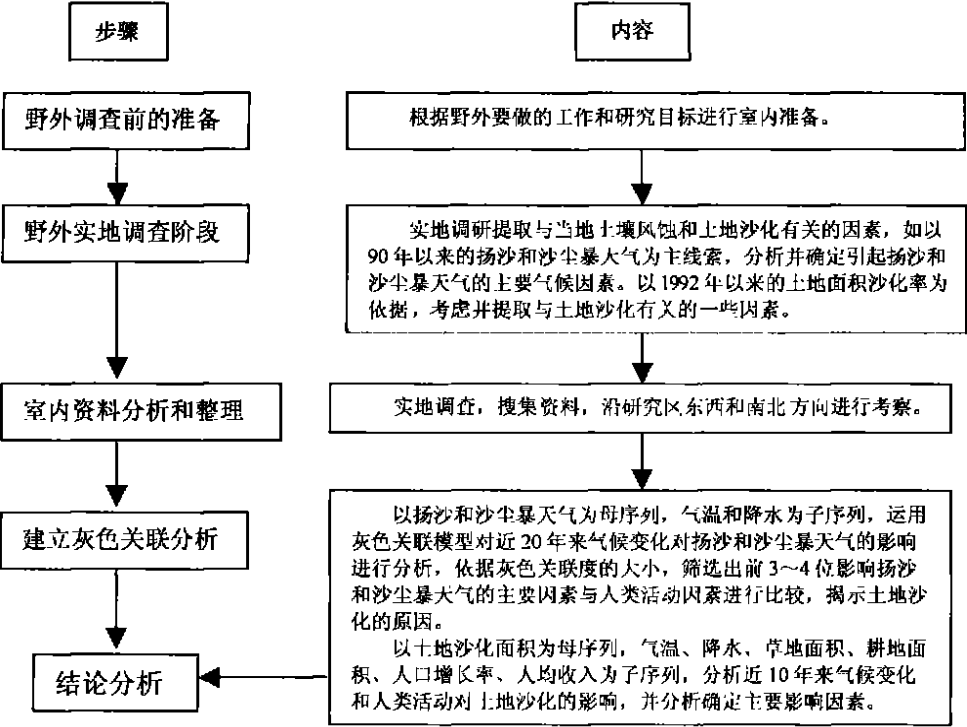 步骤
内容
野外调查前的准备
根据野外要做的工作和研究目标进行室内准备。
野外实地调查阶段
实地调研提取与当地土壤风蚀和土地沙化有关的因素，如以
90年以来的扬沙和沙尘暴天气为主线索，分析并确定引起扬沙和
沙尘暴天气的主要气候因素。以1992年以来的土地面积沙化率为
依据，考虑并提取与土地沙化有关的一些因素。
室内资料分析和整理
实地调查，搜集资料，沿研究区东西和南北方向进行考察。
建立灰色关联分析
以扬沙和沙尘暴天气为母序列，气温和降水为子序列，运用
灰色关联模型对近20年来气候变化对扬沙和沙尘暴天气的影响
进行分析，依据灰色关联度的大小，筛选出前3～4位影响扬沙
和沙尘暴天气的主要因素与人类活动因素进行比较，揭示土地沙
化的原因。
以土地沙化面积为母序列，气温、降水、草地面积、耕地面
积、人口增长率、人均收入为子序列，分析近10年来气候变化
和人类活动对土地沙化的影响，并分析确定主要影响因素。
结论分析